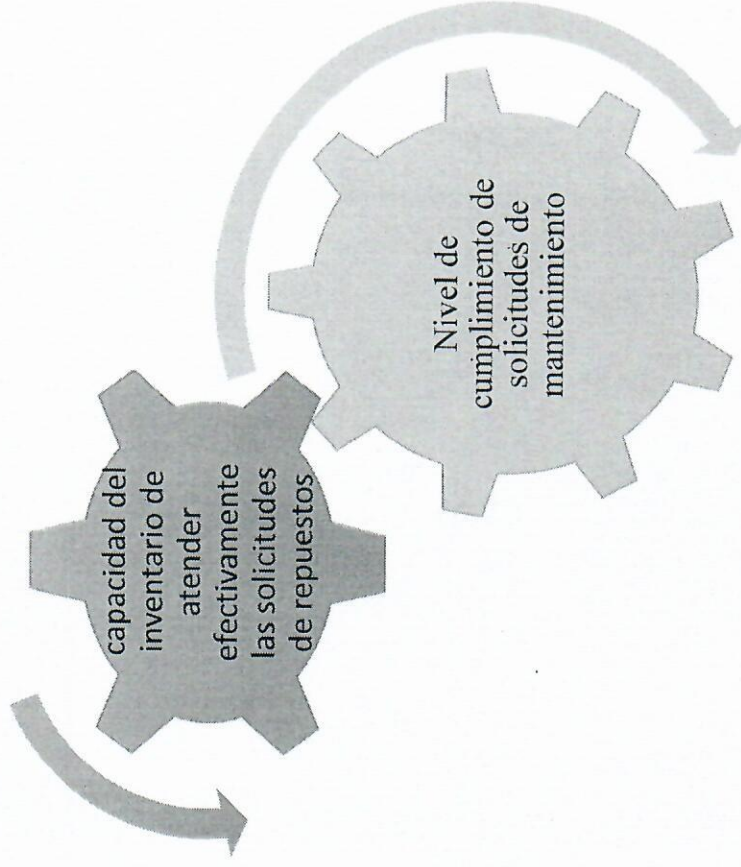 capacidad del
inventario de
atender
efectivamente
las solicitudes
de repuestos
Nivel de
cumplimiento de
solicitudes de
mantenimiento